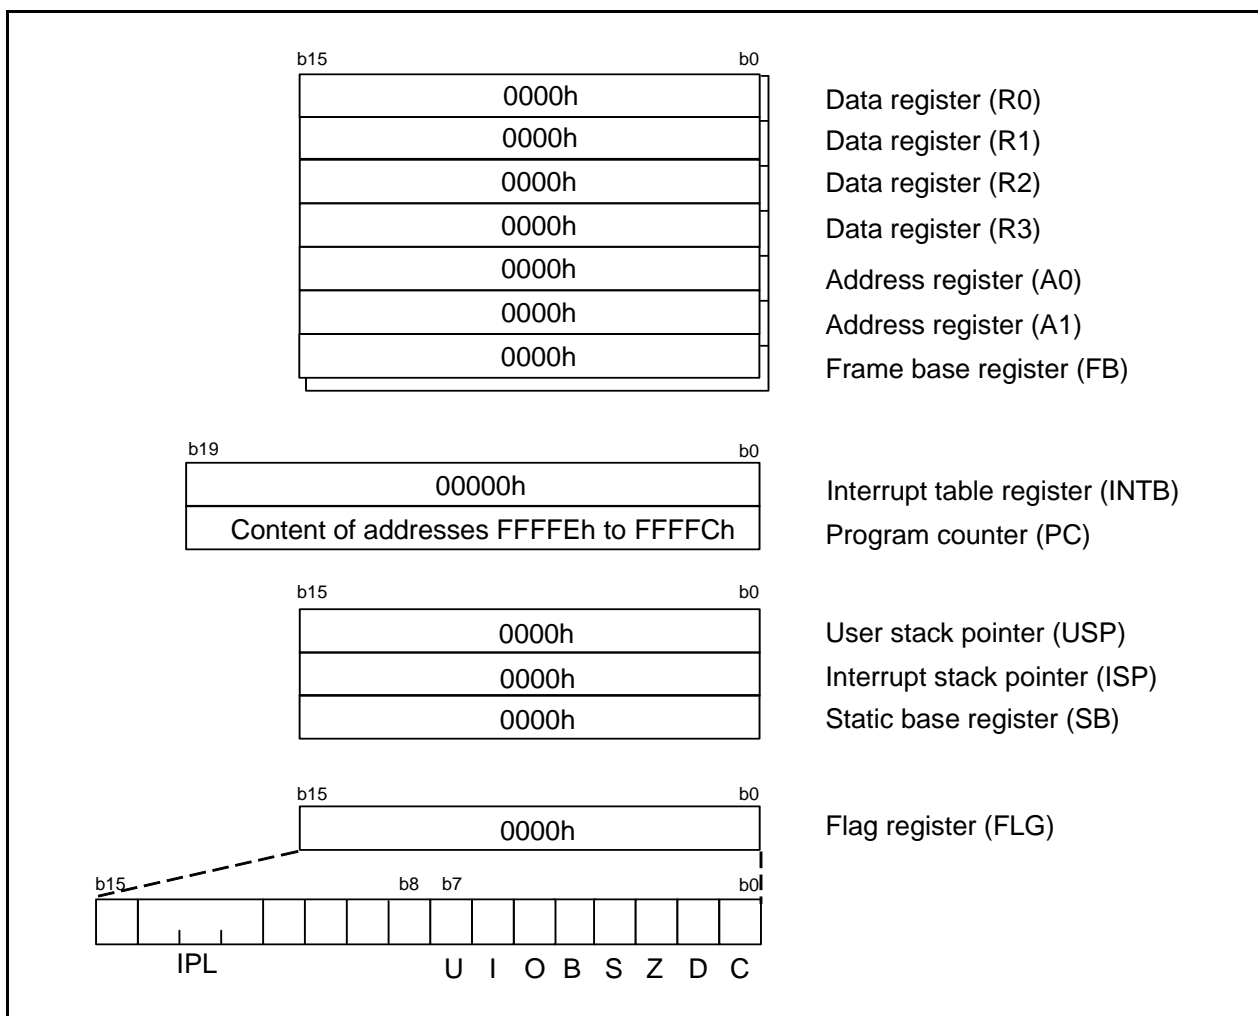 b15 b0
0000h Data register (R0)
0000h Data register (R1)
0000h Data register (R2)
0000h Data register (R3)
0000h Address register (A0)
0000h Address register (A1)
0000h Frame base register (FB)
b19 b0
00000h Interrupt table register (INTB)
Content of addresses FFFFEh to FFFFCh Program counter (PC)
b15 b0
0000h User stack pointer (USP)
0000h Interrupt stack pointer (ISP)
0000h Static base register (SB)
b15 b0
0000h Flag register (FLG)
b15 b8 b7 b0
IPL U I O B S Z D C